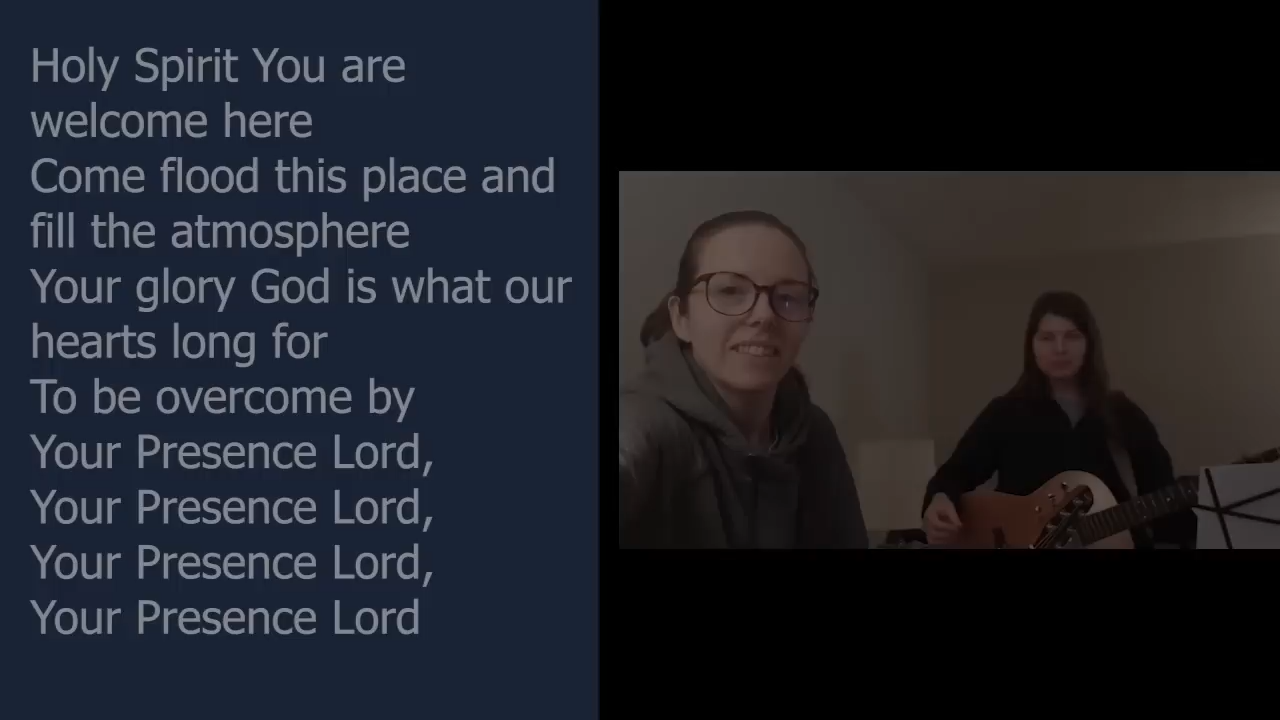 Holy Spirit You are
welcome here
Come flood this place and
fill the atmosphere
Your glory God is what our
hearts long for
To be overcome by
Your Presence Lord,
Your Presence Lord,
Your Presence Lord,
Your Presence Lord